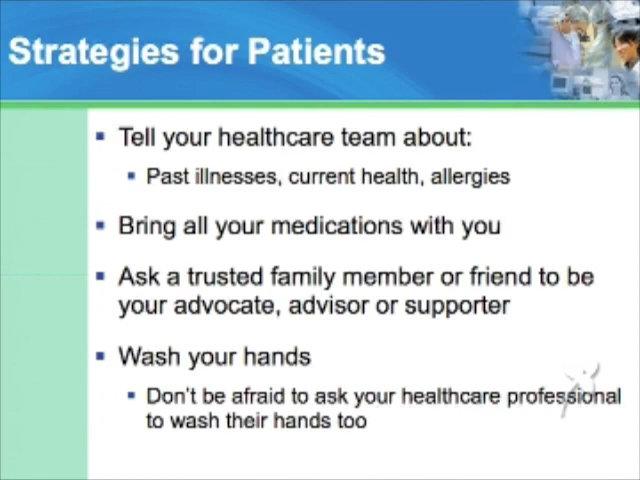 Strategies for Patients
Tell your healthcare team about:
Past illnesses, current health, allergies
Bring all your medications with you
Ask a trusted family member or friend to be
your advocate, advisor or supporter
Wash your hands
Don't be afraid to ask your healthcare professional
to wash their hands too